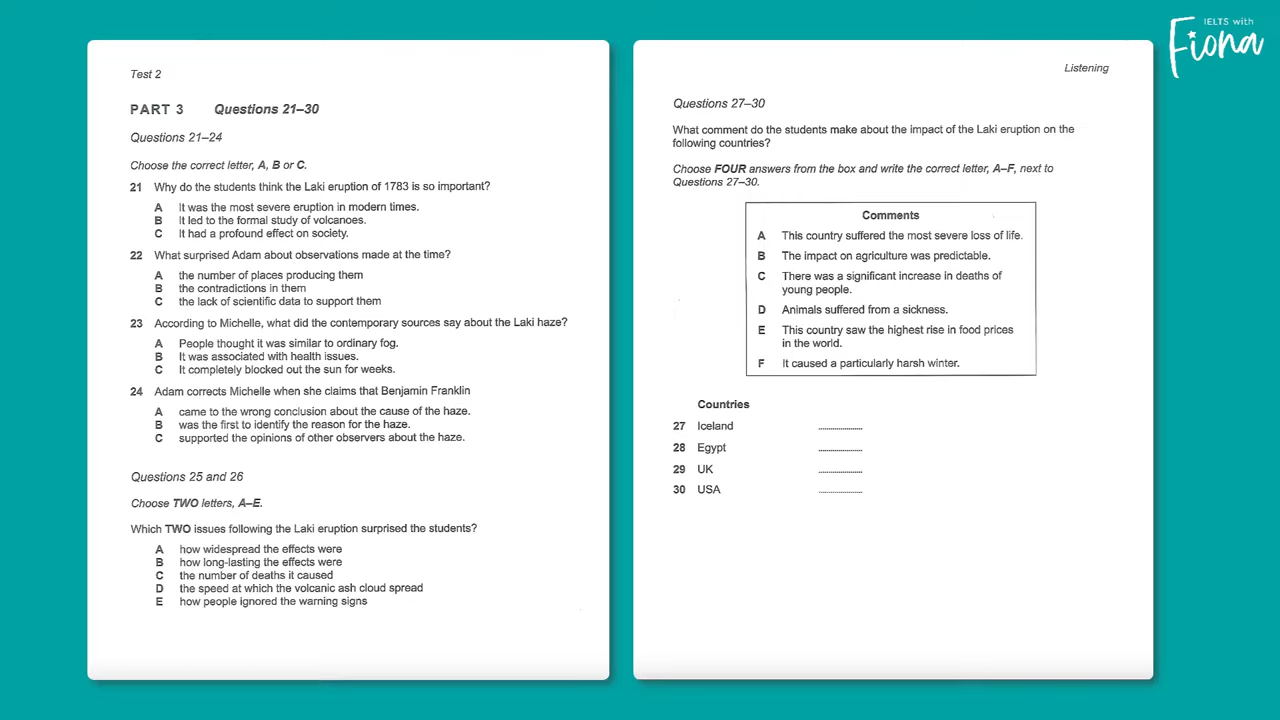 IELTS with
Fiona
Test 2
PART 3 Questions 21–30
Questions 21–24
Choose the correct letter, A, B or C.
21 Why do the students think the Laki eruption of 1783 is so important?
A It was the most severe eruption in modern times.
B It led to the formal study of volcanoes.
C It had a profound effect on society.
22 What surprised Adam about observations made at the time?
A the number of places producing them
B the contradictions in them
C the lack of scientific data to support them
23 According to Michelle, what did the contemporary sources say about the Laki haze?
A People thought it was similar to ordinary fog.
B It was associated with health issues.
C It completely blocked out the sun for weeks.
24 Adam corrects Michelle when she claims that Benjamin Franklin
A came to the wrong conclusion about the cause of the haze.
B was the first to identify the reason for the haze.
C supported the opinions of other observers about the haze.
Questions 25 and 26
Choose TWO letters, A–E.
Which TWO issues following the Laki eruption surprised the students?
A how widespread the effects were
B how long-lasting the effects were
C the number of deaths it caused
D the speed at which the volcanic ash cloud spread
E how people ignored the warning signs
Listening
Questions 27–30
What comment do the students make about the impact of the Laki eruption on the
following countries?
Choose FOUR answers from the box and write the correct letter, A–F, next to
Questions 27–30.
Comments
A This country suffered the most severe loss of life.
B The impact on agriculture was predictable.
C There was a significant increase in deaths of
young people.
D Animals suffered from a sickness.
E This country saw the highest rise in food prices
in the world.
F It caused a particularly harsh winter.
Countries
27 Iceland ....................
28 Egypt ....................
29 UK ....................
30 USA ....................